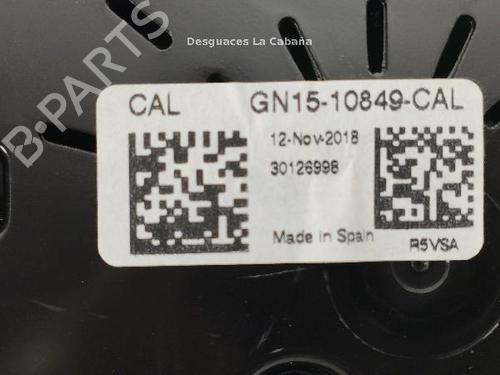 B-PARTS
Desguaces La Cabaña
CAL GN15-10849-CAL
12-Nov-2018
30126998
Made in Spain
R5VSA